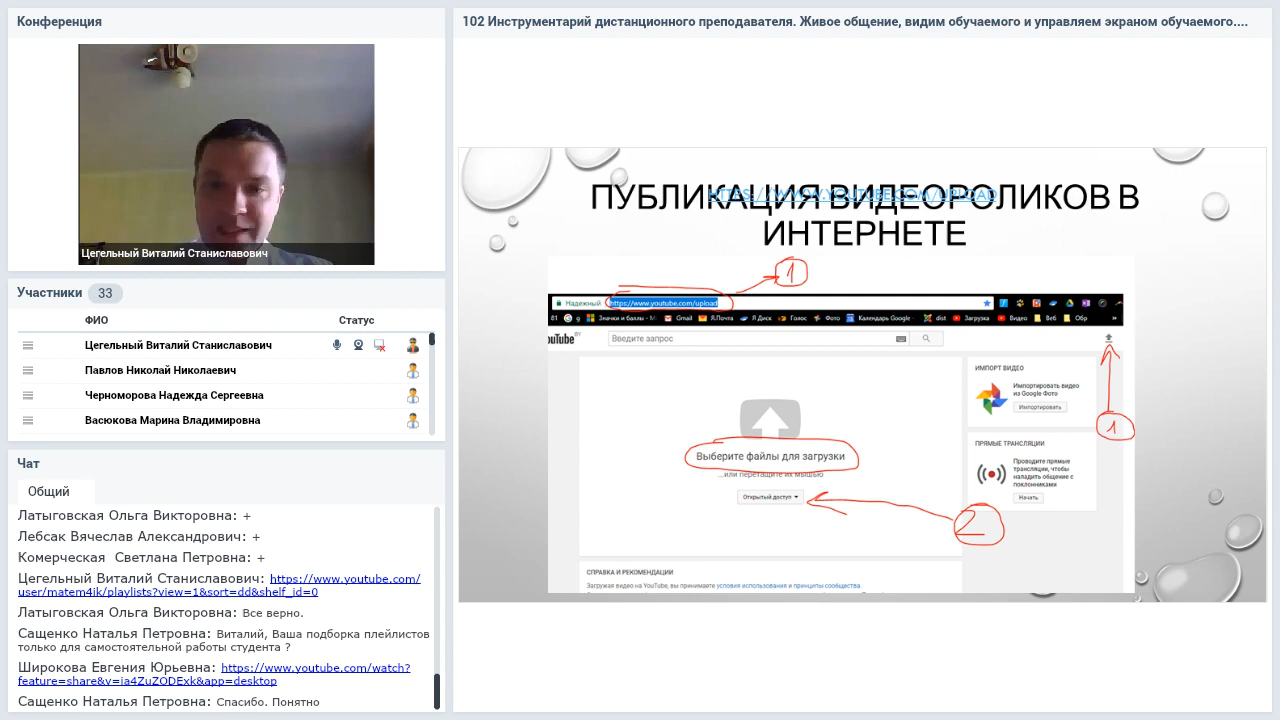 Конференция
Цегельный Виталий Станиславович
Участники 33
ФИО Статус
Цегельный Виталий Станиславович
Павлов Николай Николаевич
Черноморова Надежда Сергеевна
Васюкова Марина Владимировна
Чат
Общий
Латыговская Ольга Викторовна: +
Лебсак Вячеслав Александрович: +
Комерческая Светлана Петровна: +
Цегельный Виталий Станиславович: https://www.youtube.com/
user/matem4ik/playlists?view=1&sort=dd&shelf_id=0
Латыговская Ольга Викторовна: Все верно.
Сащенко Наталья Петровна: Виталий, Ваша подборка плейлистов
только для самостоятельной работы студента ?
Широкова Евгения Юрьевна: https://www.youtube.com/watch?
feature=share&v=ia4ZuZODExk&app=desktop
Сащенко Наталья Петровна: Спасибо. Понятно
102 Инструментарий дистанционного преподавателя. Живое общение, видим обучаемого и управляем экраном обучаемого....
HTTPS://WWW.YOUTUBE.COM/UPLOAD
ПУБЛИКАЦИЯ ВИДЕОРОЛИКОВ В
ИНТЕРНЕТЕ
1
Надежный https://www.youtube.com/upload
81 g Значки и баллы - М Gmail Я.Почта Я Диск Голос Фото Календарь Google - dist Загрузка Видео Веб Обр
ouTube BY Введите запрос
ИМПОРТ ВИДЕО
Импортировать видео
из Google Фото
Импортировать
1
Выберите файлы для загрузки
...или перетащите их мышью
Открытый доступ
2
ПРЯМЫЕ ТРАНСЛЯЦИИ
Проводите прямые
трансляции, чтобы
наладить общение с
поклонниками
Начать
СПРАВКА И РЕКОМЕНДАЦИИ
Загружая видео на YouTube, вы принимаете условия использования и принципы сообщества.